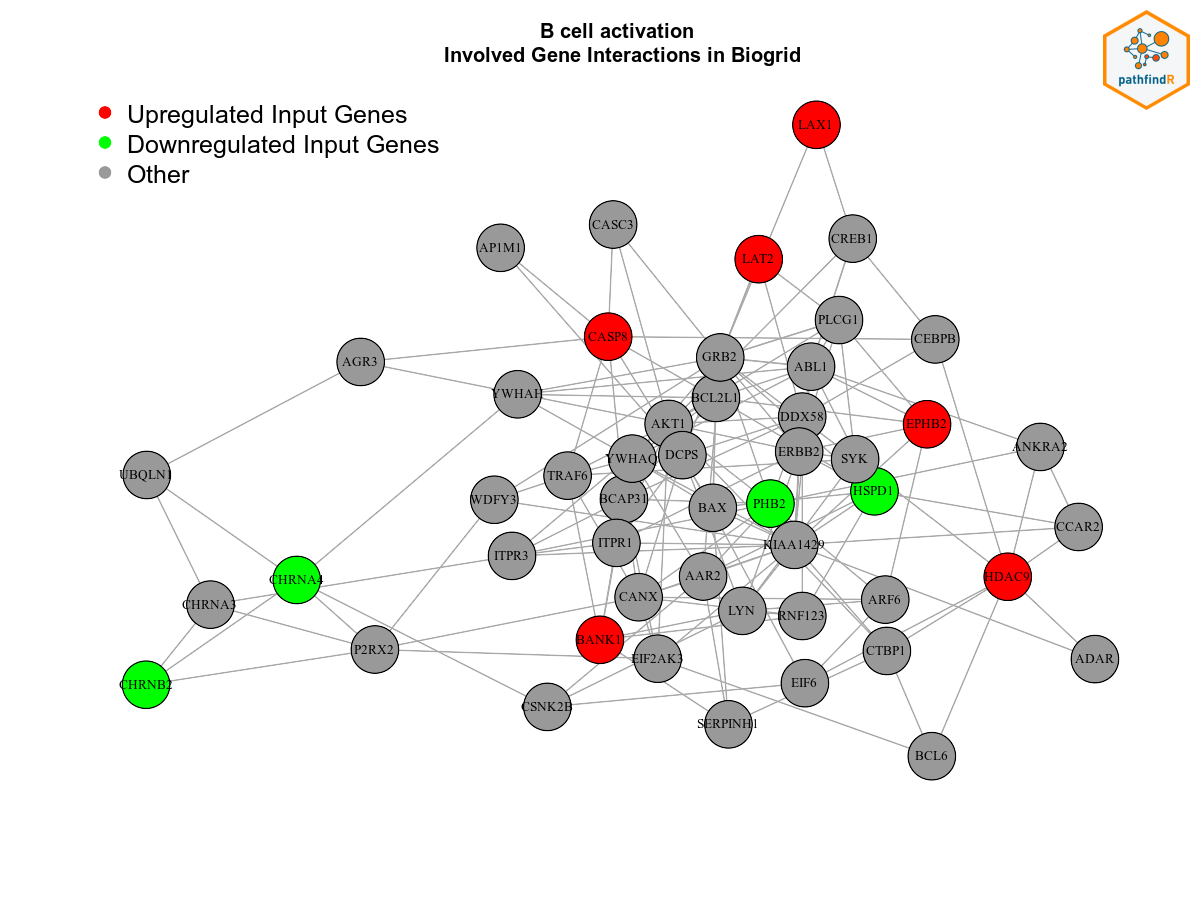 B cell activation
Involved Gene Interactions in Biogrid
pathfindR
Upregulated Input Genes
Downregulated Input Genes
Other
LAX1
CASC3
CREB1
AP1M1
LAT2
PLCG1
CASP8
CEBPB
GRB2
AGR3
ABL1
YWHAH
BCL2L1
DDX58
AKT1
EPHB2
ANKRA2
ERBB2
DCPS
YWHAQ
SYK
UBQLN1
TRAF6
HSPD1
BCAP31
WDFY3
PHB2
BAX
CCAR2
ITPR1
KIAA1429
ITPR3
AAR2
HDAC9
CHRNA4
CANX
ARF6
CHRNA3
LYN
RNF123
BANK1
P2RX2
CTBP1
EIF2AK3
ADAR
EIF6
CHRNB2
CSNK2B
SERPINH1
BCL6